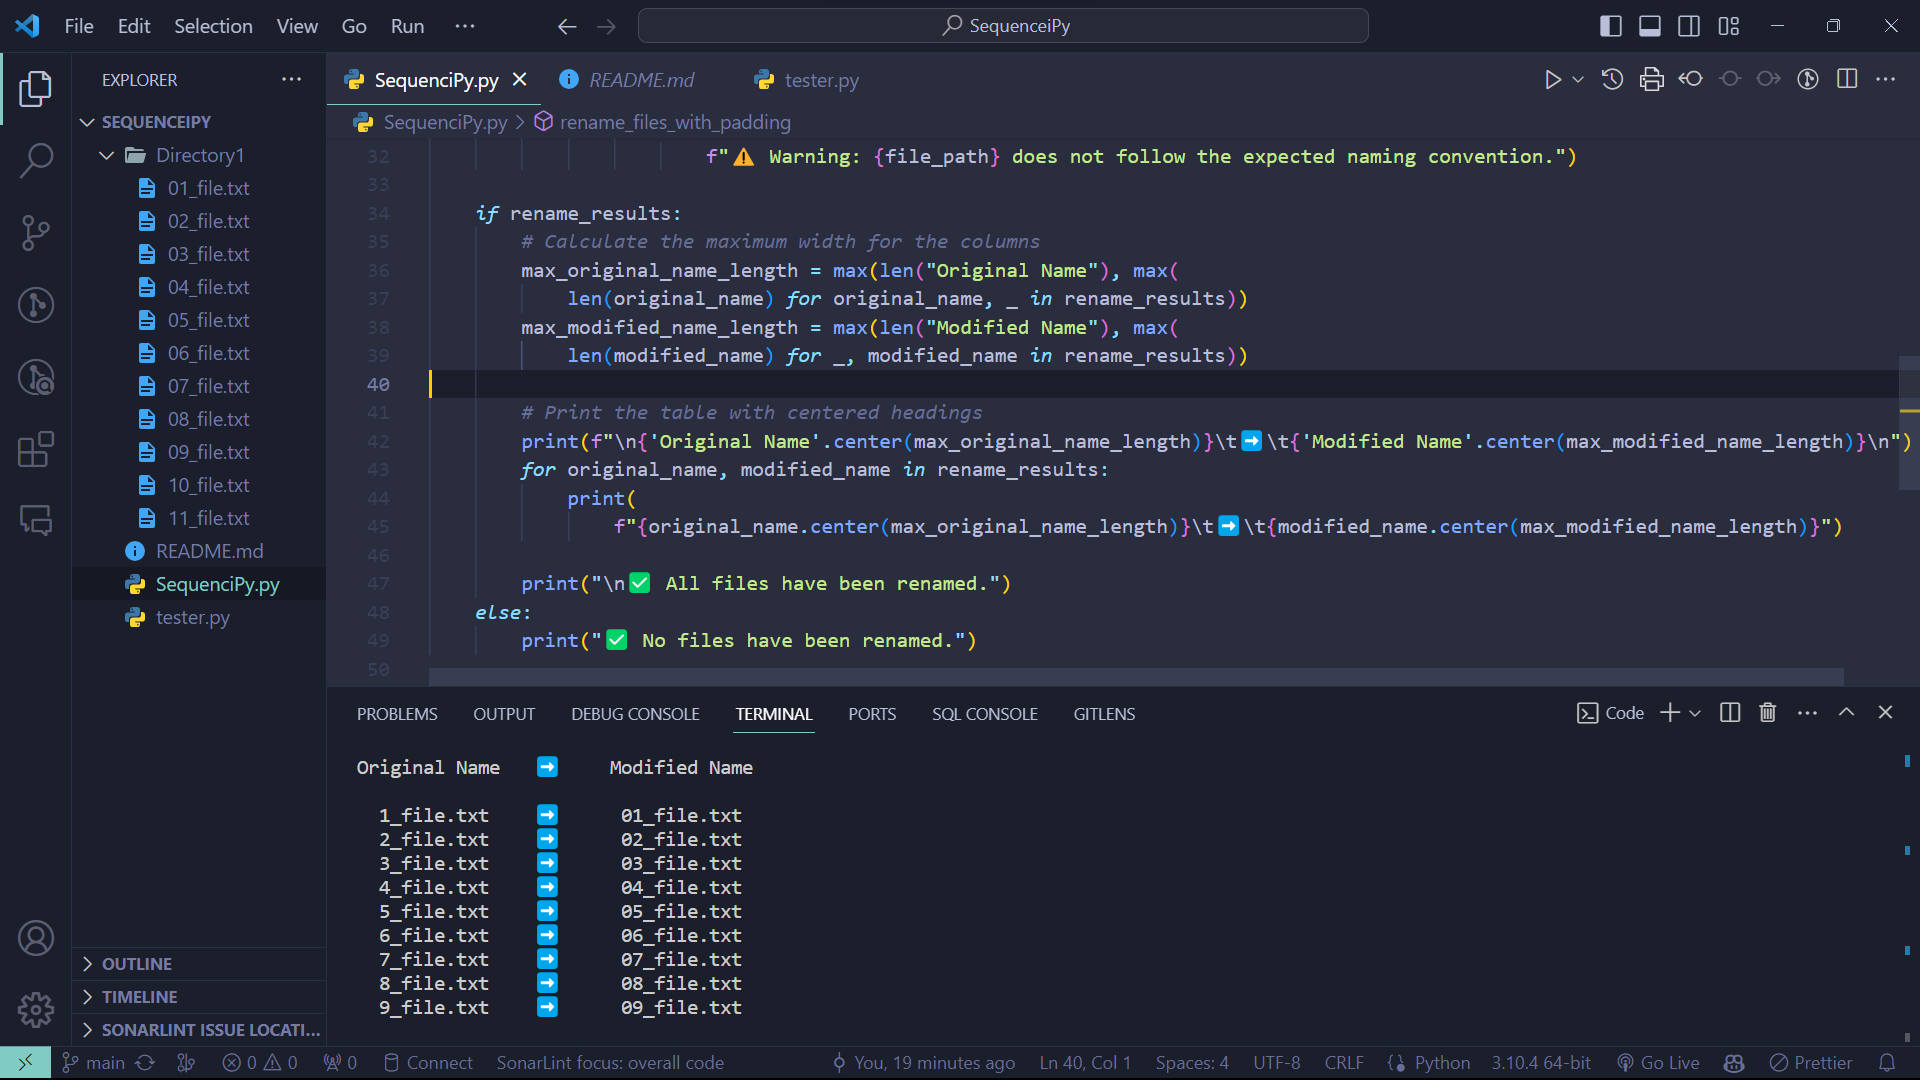 File Edit Selection View Go Run ··· SequenceiPy
EXPLORER ···
SEQUENCEIPY
Directory1
01_file.txt
02_file.txt
03_file.txt
04_file.txt
05_file.txt
06_file.txt
07_file.txt
08_file.txt
09_file.txt
10_file.txt
11_file.txt
README.md
SequenciPy.py
tester.py
OUTLINE
TIMELINE
SONARLINT ISSUE LOCATI...
SequenciPy.py README.md tester.py
SequenciPy.py > rename_files_with_padding
32 f"⚠️ Warning: {file_path} does not follow the expected naming convention.")
33
34 if rename_results:
35 # Calculate the maximum width for the columns
36 max_original_name_length = max(len("Original Name"), max(
37 len(original_name) for original_name, _ in rename_results))
38 max_modified_name_length = max(len("Modified Name"), max(
39 len(modified_name) for _, modified_name in rename_results))
40
41 # Print the table with centered headings
42 print(f"\n{'Original Name'.center(max_original_name_length)}\t➡️\t{'Modified Name'.center(max_modified_name_length)}\n")
43 for original_name, modified_name in rename_results:
44 print(
45 f"{original_name.center(max_original_name_length)}\t➡️\t{modified_name.center(max_modified_name_length)}")
46
47 print("\n✅ All files have been renamed.")
48 else:
49 print("✅ No files have been renamed.")
50
PROBLEMS OUTPUT DEBUG CONSOLE TERMINAL PORTS SQL CONSOLE GITLENS Code
Original Name ➡️ Modified Name
1_file.txt ➡️ 01_file.txt
2_file.txt ➡️ 02_file.txt
3_file.txt ➡️ 03_file.txt
4_file.txt ➡️ 04_file.txt
5_file.txt ➡️ 05_file.txt
6_file.txt ➡️ 06_file.txt
7_file.txt ➡️ 07_file.txt
8_file.txt ➡️ 08_file.txt
9_file.txt ➡️ 09_file.txt
main 0 0 0 Connect SonarLint focus: overall code You, 19 minutes ago Ln 40, Col 1 Spaces: 4 UTF-8 CRLF Python 3.10.4 64-bit Go Live Prettier